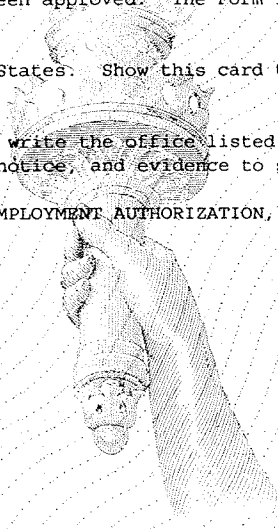 een approved. The Form
States. Show this card
write the office listed
notice, and evidence to
MPLOYMENT AUTHORIZATION,